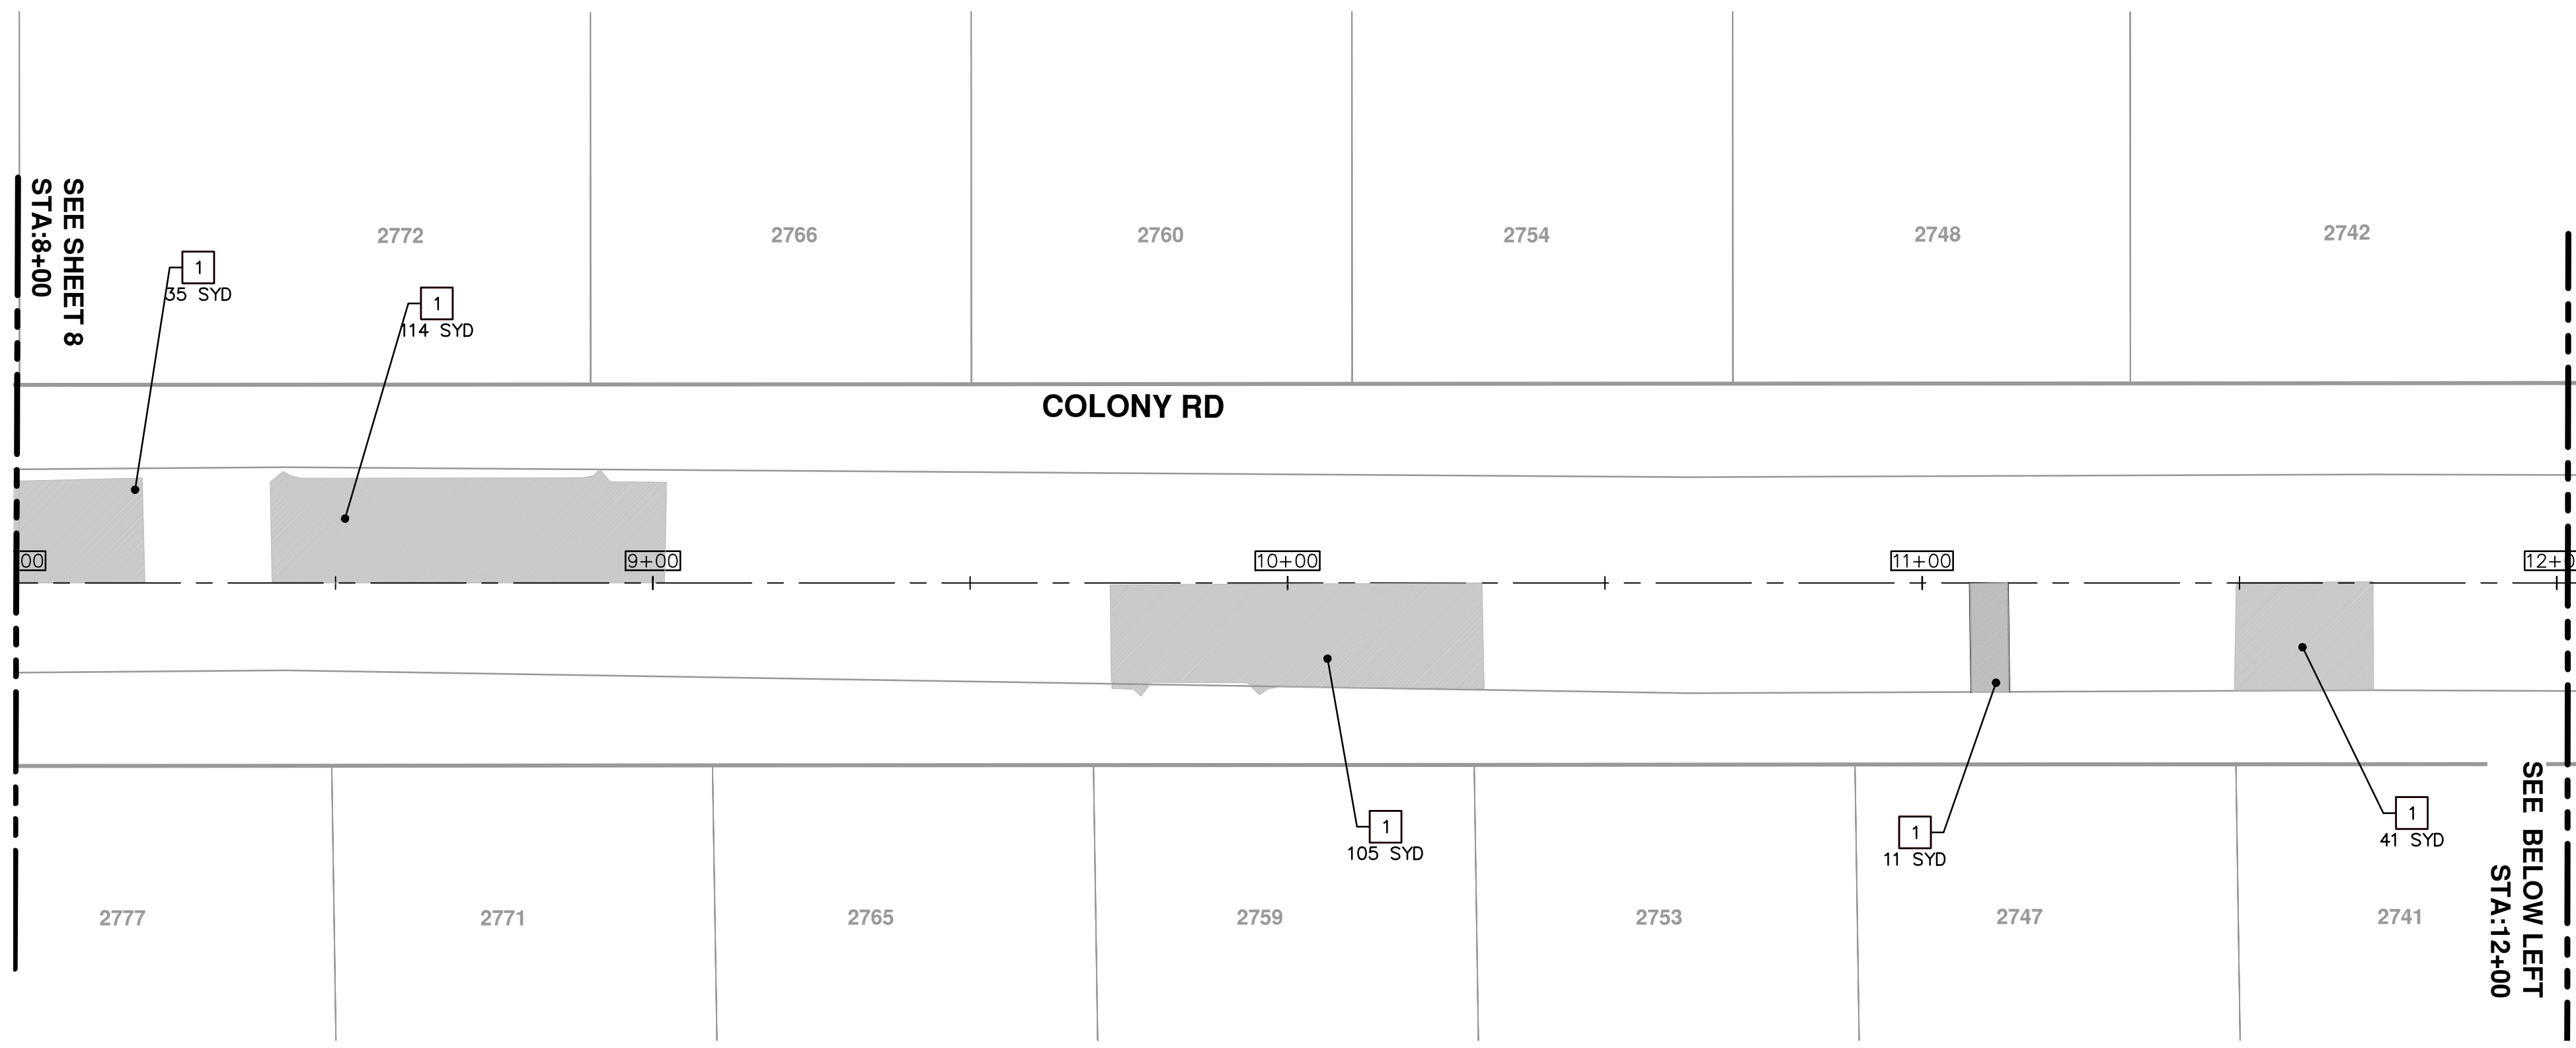 SEE SHEET 8
STA:8+00
2772
2766
2760
2754
2748
2742
1
35 SYD
1
114 SYD
COLONY RD
00
9+00
10+00
11+00
12+0
1
105 SYD
1
11 SYD
1
41 SYD
SEE BELOW LEFT
STA:12+00
2777
2771
2765
2759
2753
2747
2741